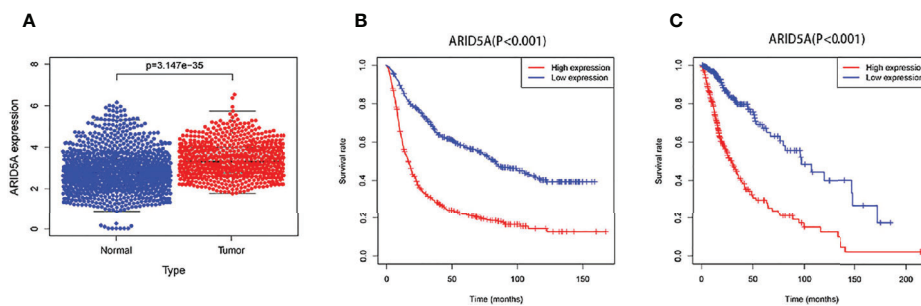 A
p=3.147e-35
ARID5A expression
8
6
4
2
0
Normal
Tumor
Type
B
ARID5A(P<0.001)
High expression
Low expression
Survival rate
1.0
0.8
0.6
0.4
0.2
0.0
0
50
100
150
Time (months)
C
ARID5A(P<0.001)
High expression
Low expression
Survival rate
1.0
0.8
0.6
0.4
0.2
0.0
0
50
100
150
200
Time (months)